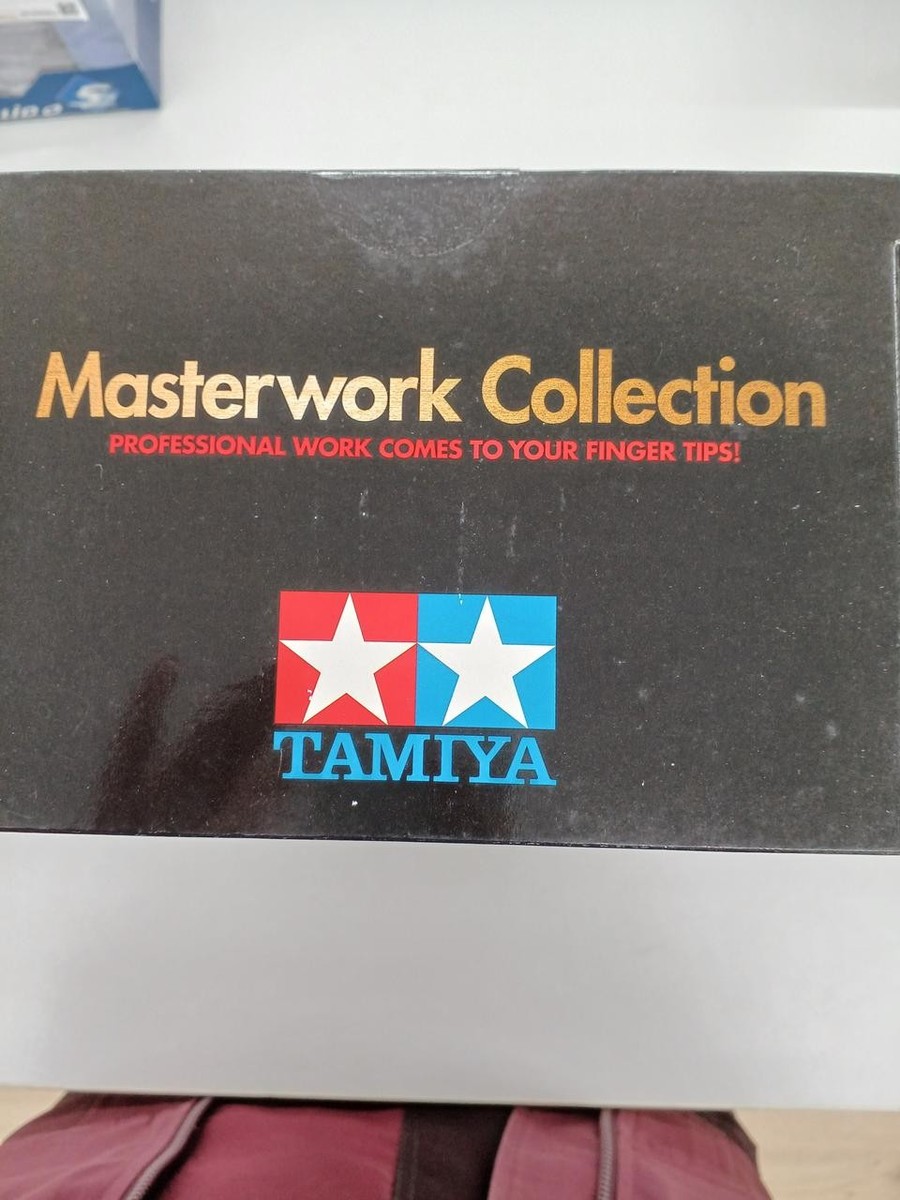 Masterwork Collection
PROFESSIONAL WORK COMES TO YOUR FINGER TIPS!
TAMIYA